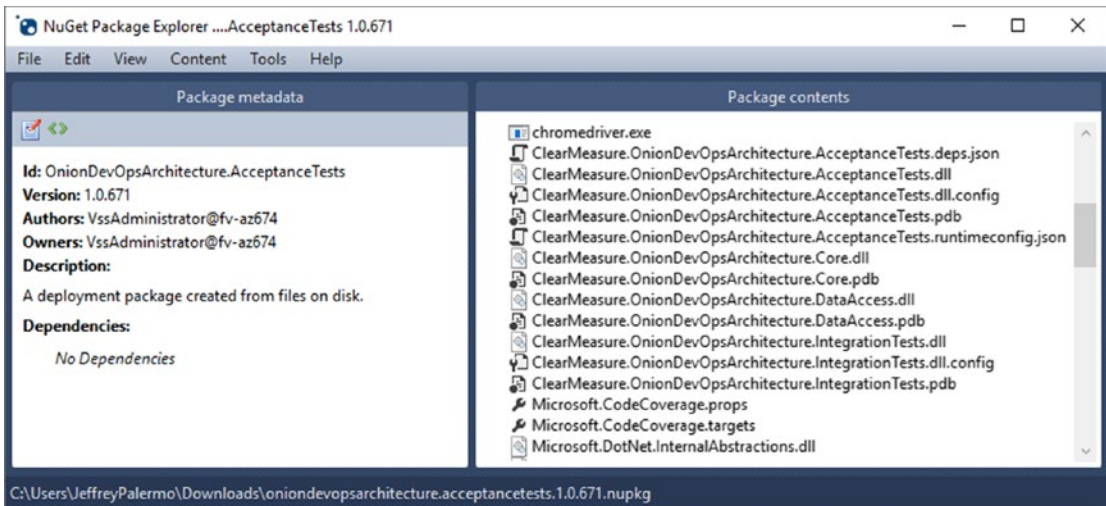 NuGet Package Explorer ....AcceptanceTests 1.0.671
File Edit View Content Tools Help
Package metadata
Id: OnionDevOpsArchitecture.AcceptanceTests
Version: 1.0.671
Authors: VssAdministrator@fv-az674
Owners: VssAdministrator@fv-az674
Description:
A deployment package created from files on disk.
Dependencies:
No Dependencies
Package contents
chromedriver.exe
ClearMeasure.OnionDevOpsArchitecture.AcceptanceTests.deps.json
ClearMeasure.OnionDevOpsArchitecture.AcceptanceTests.dll
ClearMeasure.OnionDevOpsArchitecture.AcceptanceTests.dll.config
ClearMeasure.OnionDevOpsArchitecture.AcceptanceTests.pdb
ClearMeasure.OnionDevOpsArchitecture.AcceptanceTests.runtimeconfig.json
ClearMeasure.OnionDevOpsArchitecture.Core.dll
ClearMeasure.OnionDevOpsArchitecture.Core.pdb
ClearMeasure.OnionDevOpsArchitecture.DataAccess.dll
ClearMeasure.OnionDevOpsArchitecture.DataAccess.pdb
ClearMeasure.OnionDevOpsArchitecture.IntegrationTests.dll
ClearMeasure.OnionDevOpsArchitecture.IntegrationTests.dll.config
ClearMeasure.OnionDevOpsArchitecture.IntegrationTests.pdb
Microsoft.CodeCoverage.props
Microsoft.CodeCoverage.targets
Microsoft.DotNet.InternalAbstractions.dll
C:\Users\JeffreyPalermo\Downloads\oniondevopsarchitecture.acceptancetests.1.0.671.nupkg